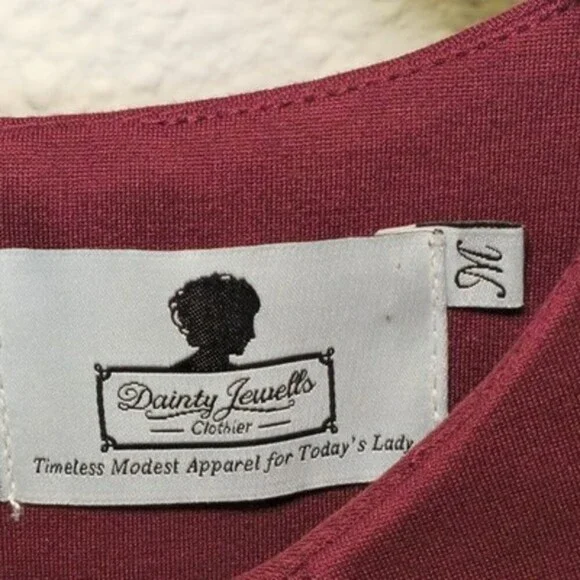 M
Dainty Jewells
Clothier
Timeless Modest Apparel for Today's Lady